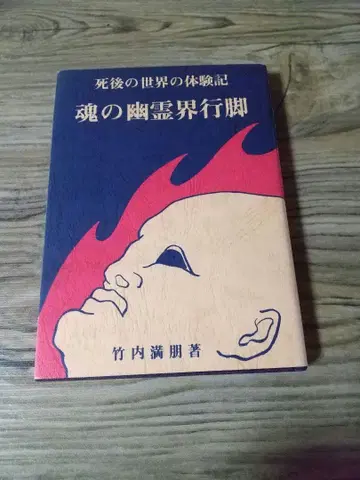 死後の世界の体験記
魂の幽霊界行脚
竹内満朋著